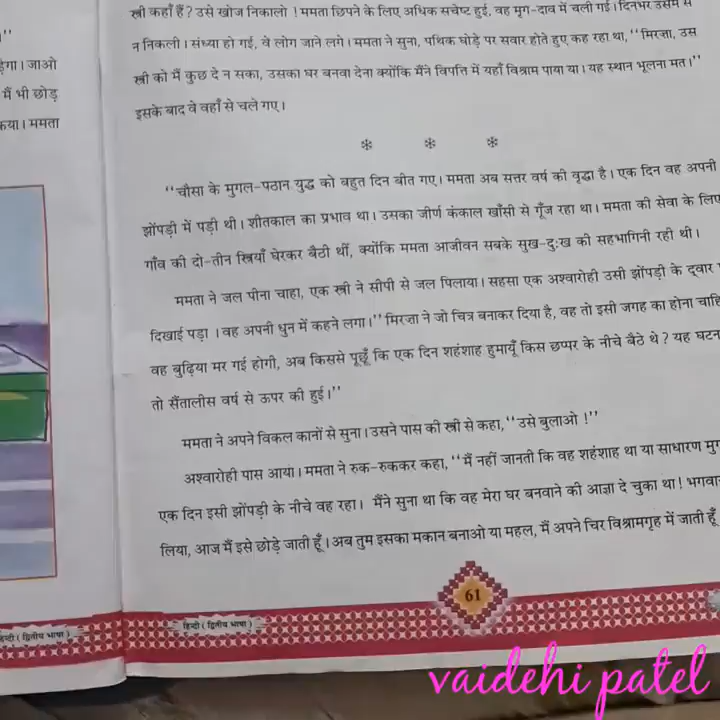 ''
ड़ेगा। जाओ
मैं भी छोड़
ममता
स्त्री कहाँ हैं? उसे खोज निकालो ! ममता छिपने के लिए अधिक सचेष्ट हुई, वह मृग-दाव में चली गई। दिनभर उसमें से
न निकली। संध्या हो गई, वे लोग जाने लगे। ममता ने सुना, पथिक घोड़े पर सवार होते हुए कह रहा था, ''मिरज़ा, उस
स्त्री को मैं कुछ दे न सका, उसका घर बनवा देना क्योंकि मैंने विपत्ति में यहाँ विश्राम पाया था। यह स्थान भूलना मत।''
इसके बाद वे वहाँ से चले गए।
* * *
''चौसा के मुगल-पठान युद्ध को बहुत दिन बीत गए। ममता अब सत्तर वर्ष की वृद्धा है। एक दिन वह अपनी
झोंपड़ी में पड़ी थी। शीतकाल का प्रभाव था। उसका जीर्ण कंकाल खाँसी से गूँज रहा था। ममता की सेवा के लिए
गाँव की दो-तीन स्त्रियाँ घेरकर बैठी थीं, क्योंकि ममता आजीवन सबके सुख-दुःख की सहभागिनी रही थी।
ममता ने जल पीना चाहा, एक स्त्री ने सीपी से जल पिलाया। सहसा एक अश्वारोही उसी झोंपड़ी के द्वार
दिखाई पड़ा । वह अपनी धुन में कहने लगा।'' मिरज़ा ने जो चित्र बनाकर दिया है, वह तो इसी जगह का होना चाहि
वह बुढ़िया मर गई होगी, अब किससे पूछूँ कि एक दिन शहंशाह हुमायूँ किस छप्पर के नीचे बैठे थे? यह घटन
तो सैंतालीस वर्ष से ऊपर की हुई।''
ममता ने अपने विकल कानों से सुना। उसने पास की स्त्री से कहा, ''उसे बुलाओ !''
अश्वारोही पास आया। ममता ने रुक-रुककर कहा, ''मैं नहीं जानती कि वह शहंशाह था या साधारण मुग
एक दिन इसी झोंपड़ी के नीचे वह रहा। मैंने सुना था कि वह मेरा घर बनवाने की आज्ञा दे चुका था! भगवा
लिया, आज मैं इसे छोड़े जाती हूँ। अब तुम इसका मकान बनाओ या महल, मैं अपने चिर विश्रामगृह में जाती हूँ
61
हिन्दी ( द्वितीय भाषा )
हिन्दी ( द्वितीय भाषा )
vaidehi patel